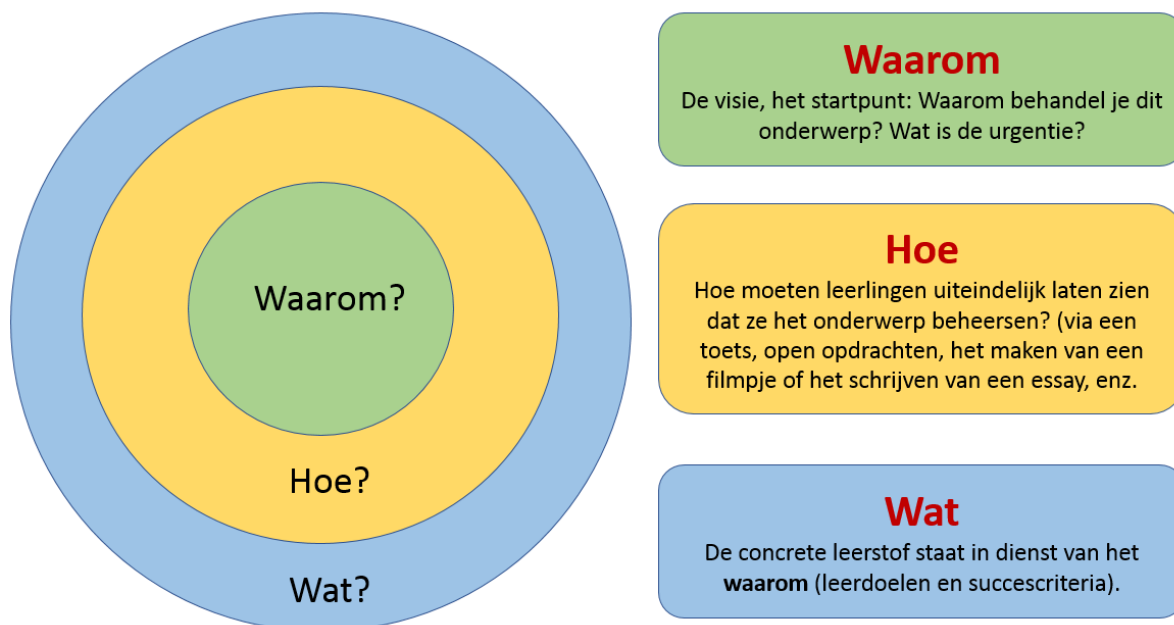 Waarom?
Hoe?
Wat?
Waarom
De visie, het startpunt: Waarom behandel je dit
onderwerp? Wat is de urgentie?
Hoe
Hoe moeten leerlingen uiteindelijk laten zien
dat ze het onderwerp beheersen? (via een
toets, open opdrachten, het maken van een
filmpje of het schrijven van een essay, enz.
Wat
De concrete leerstof staat in dienst van het
waarom (leerdoelen en succescriteria).